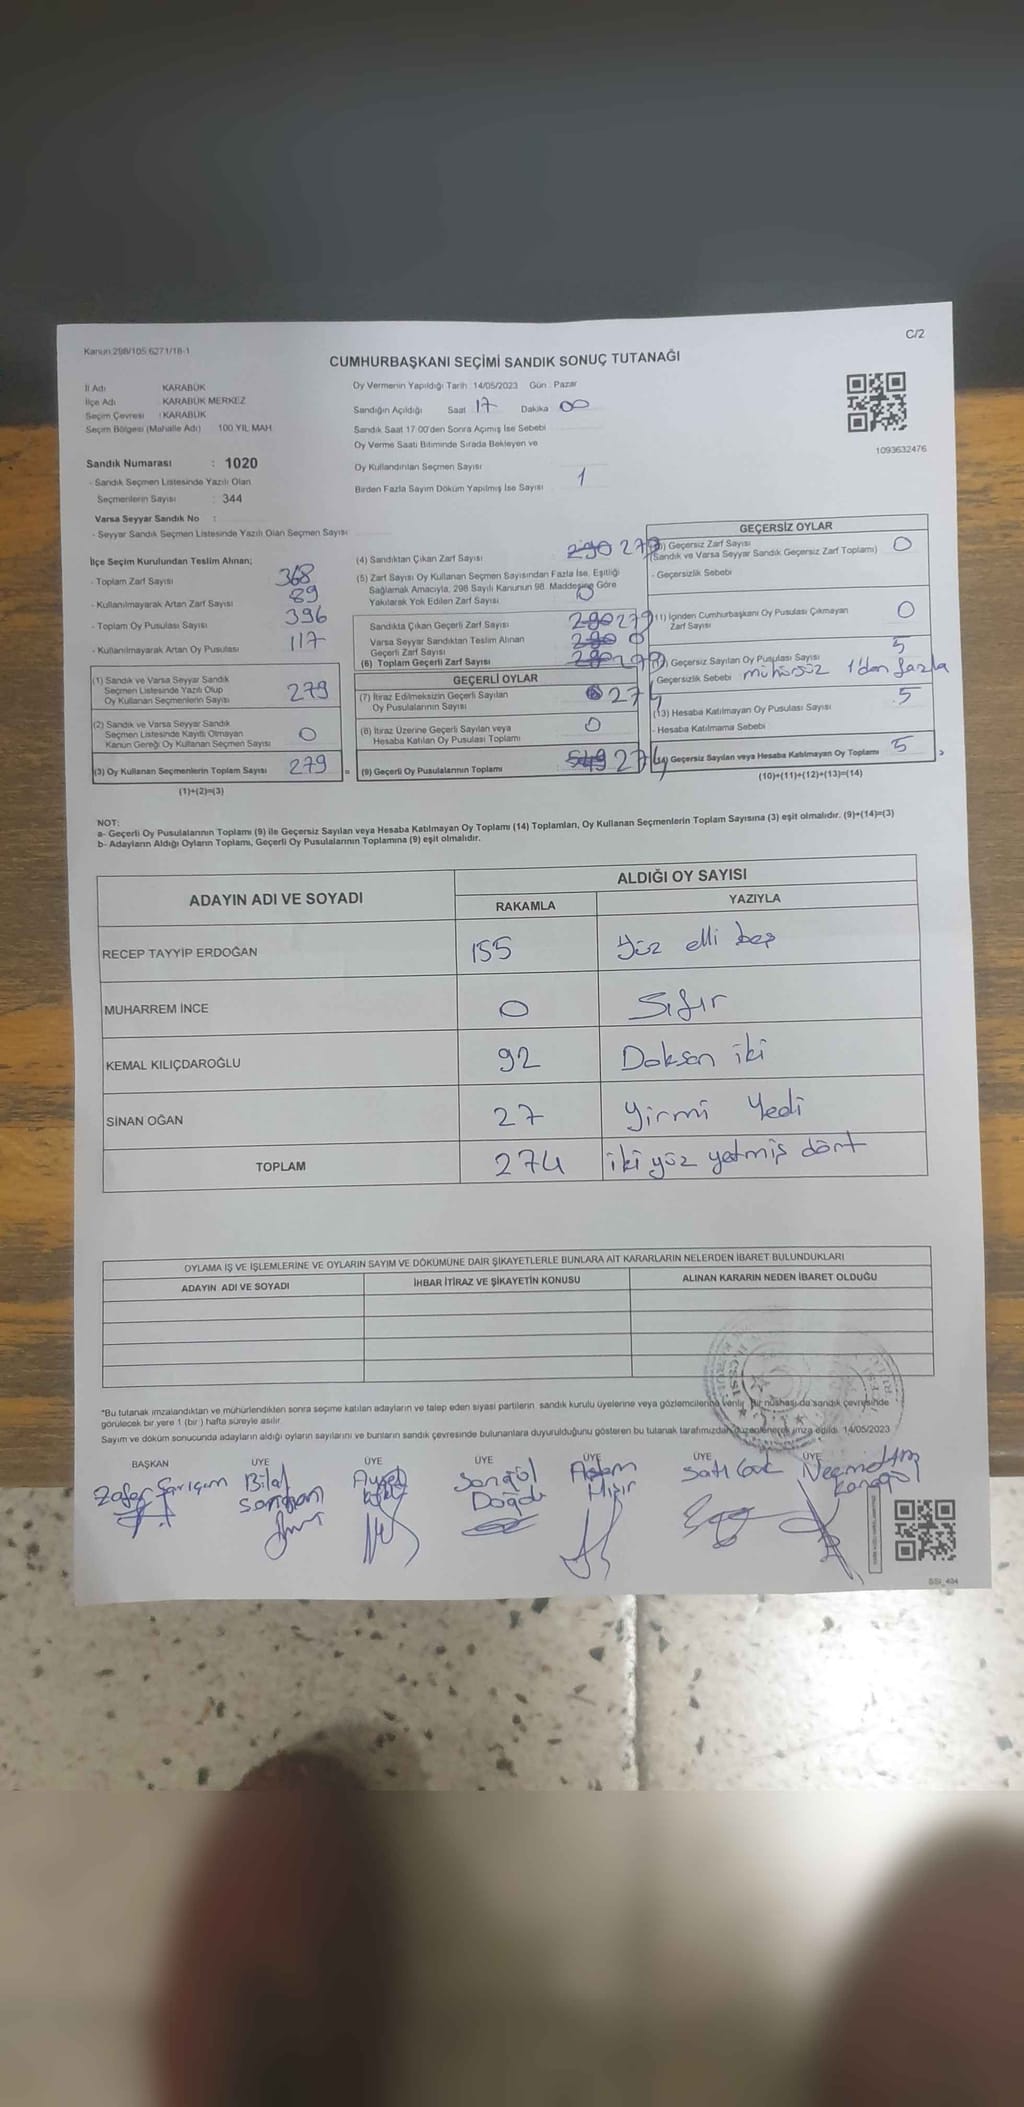 Kanun:298/105 6271/18-1
C/2
CUMHURBAŞKANI SEÇİMİ SANDIK SONUÇ TUTANAĞI
İl Adı KARABÜK
İlçe Adı KARABÜK MERKEZ
Seçim Çevresi : KARABÜK
Seçim Bölgesi (Mahalle Adı) 100.YIL MAH.
Sandık Numarası : 1020
- Sandık Seçmen Listesinde Yazılı Olan
Seçmenlerin Sayısı : 344
Varsa Seyyar Sandık No :
- Seyyar Sandık Seçmen Listesinde Yazılı Olan Seçmen Sayısı
Oy Vermenin Yapıldığı Tarih 14/05/2023 Gün : Pazar
Sandığın Açıldığı Saat 17 Dakika 00
Sandık Saat 17:00'den Sonra Açımış İse Sebebi
Oy Verme Saati Bitiminde Sırada Bekleyen ve
Oy Kullandırılan Seçmen Sayısı
Birden Fazla Sayım Döküm Yapılmış İse Sayısı 1
1093632476
İlçe Seçim Kurulundan Teslim Alınan;
- Toplam Zarf Sayısı 368
- Kullanılmayarak Artan Zarf Sayısı 89
- Toplam Oy Pusulası Sayısı 396
- Kullanılmayarak Artan Oy Pusulası 117
(1) Sandık ve Varsa Seyyar Sandık
Seçmen Listesinde Yazılı Olup
Oy Kullanan Seçmenlerin Sayısı 279
(2) Sandık ve Varsa Seyyar Sandık
Seçmen Listesinde Kayıtlı Olmayan
Kanun Gereği Oy Kullanan Seçmen Sayısı 0
(3) Oy Kullanan Seçmenlerin Toplam Sayısı 279 =
(1)+(2)=(3)
(4) Sandıktan Çıkan Zarf Sayısı 290 279
(5) Zarf Sayısı Oy Kullanan Seçmen Sayısından Fazla İse, Eşitliği
Sağlamak Amacıyla, 298 Sayılı Kanunun 98. Maddesine Göre
Yakılarak Yok Edilen Zarf Sayısı 0
Sandıkta Çıkan Geçerli Zarf Sayısı 290 279
Varsa Seyyar Sandıktan Teslim Alınan
Geçerli Zarf Sayısı 290 0
(6) Toplam Geçerli Zarf Sayısı 290 279
GEÇERLİ OYLAR
(7) İtiraz Edilmeksizin Geçerli Sayılan
Oy Pusulalarının Sayısı 274
(8) İtiraz Üzerine Geçerli Sayılan veya
Hesaba Katılan Oy Pusulası Toplamı 0
(9) Geçerli Oy Pusulalarının Toplamı 549 274
GEÇERSİZ OYLAR
Geçersiz Zarf Sayısı
(Sandık ve Varsa Seyyar Sandık Geçersiz Zarf Toplamı) 0
- Geçersizlik Sebebi
(11) İçinden Cumhurbaşkanı Oy Pusulası Çıkmayan
Zarf Sayısı 0
Geçersiz Sayılan Oy Pusulası Sayısı 5
Geçersizlik Sebebi mühürsüz 1'den fazla
(13) Hesaba Katılmayan Oy Pusulası Sayısı 5
- Hesaba Katılmama Sebebi
Geçersiz Sayılan veya Hesaba Katılmayan Oy Toplamı 5
(10)+(11)+(12)+(13)=(14)
NOT:
a- Geçerli Oy Pusulalarının Toplamı (9) ile Geçersiz Sayılan veya Hesaba Katılmayan Oy Toplamı (14) Toplamları, Oy Kullanan Seçmenlerin Toplam Sayısına (3) eşit olmalıdır. (9)+(14)=(3)
b- Adayların Aldığı Oyların Toplamı, Geçerli Oy Pusulalarının Toplamına (9) eşit olmalıdır.
ADAYIN ADI VE SOYADI
ALDIĞI OY SAYISI
RAKAMLA YAZIYLA
RECEP TAYYİP ERDOĞAN 155 Yüz elli beş
MUHARREM İNCE 0 Sıfır
KEMAL KILIÇDAROĞLU 92 Doksan iki
SİNAN OĞAN 27 Yirmi Yedi
TOPLAM 274 iki yüz yetmiş dört
OYLAMA İŞ VE İŞLEMLERİNE VE OYLARIN SAYIM VE DÖKÜMÜNE DAİR ŞİKAYETLERLE BUNLARA AİT KARARLARIN NELERDEN İBARET BULUNDUKLARI
ADAYIN ADI VE SOYADI İHBAR İTİRAZ VE ŞİKAYETİN KONUSU ALINAN KARARIN NEDEN İBARET OLDUĞU
*Bu tutanak imzalandıktan ve mühürlendikten sonra seçime katılan adayların ve talep eden siyasi partilerin, sandık kurulu üyelerine veya gözlemcilerine verilir. Bir nüshası da sandık çevresinde
görülecek bir yere 1 (bir) hafta süreyle asılır.
Sayım ve döküm sonucunda adayların aldığı oyların sayılarını ve bunların sandık çevresinde bulunanlara duyurulduğunu gösteren bu tutanak tarafımızdan düzenlenerek imza edildi. 14/05/2023
BAŞKAN ÜYE ÜYE ÜYE ÜYE ÜYE ÜYE
Zafer Sarıçam Bilal Songül Doğdu
SSI_404